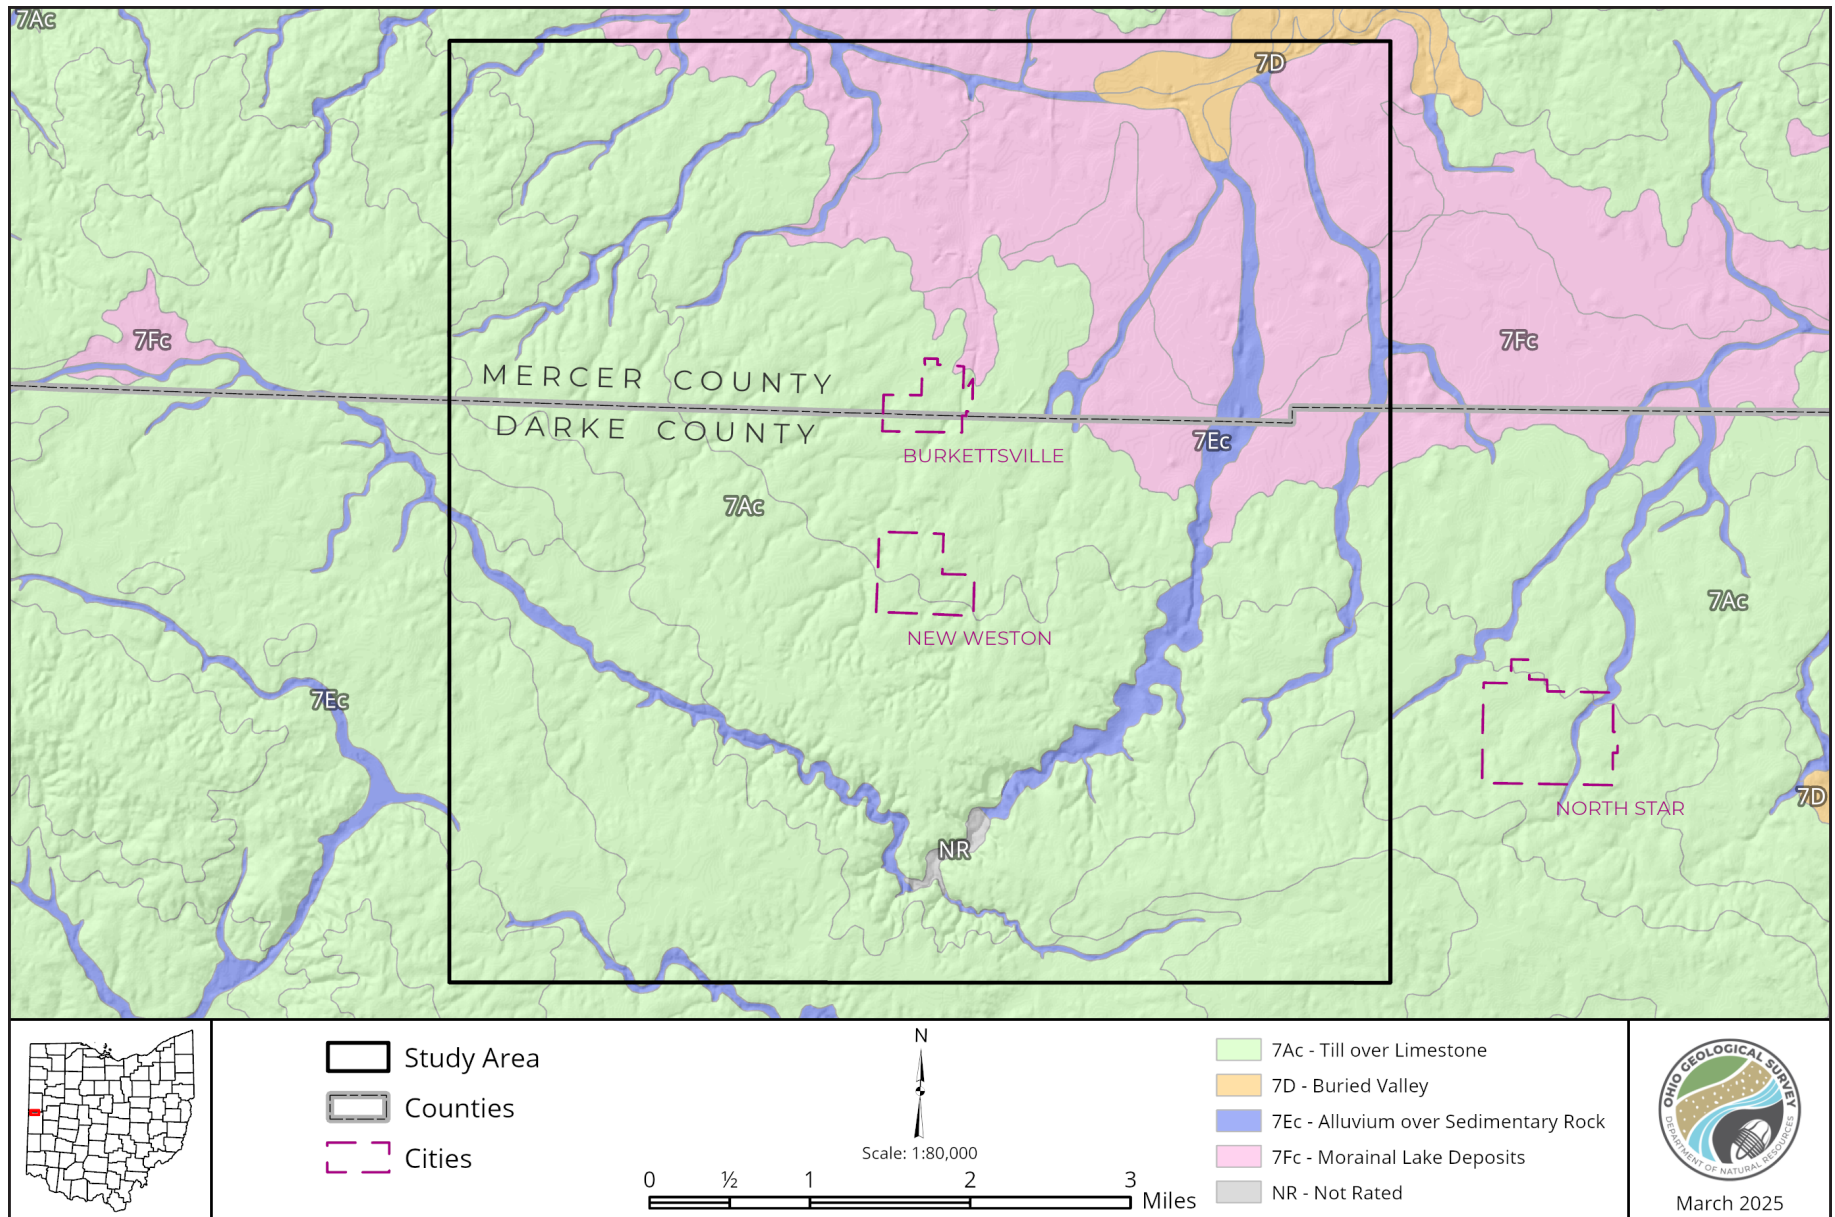 7Ac
7D
7Fc
7Fc
MERCER COUNTY
DARKE COUNTY
7Ec
BURKETTSVILLE
7Ac
7Ac
NEW WESTON
7Ec
7D
NORTH STAR
NR
Study Area
Counties
Cities
N
Scale: 1:80,000
0 ½ 1 2 3 Miles
7Ac - Till over Limestone
7D - Buried Valley
7Ec - Alluvium over Sedimentary Rock
7Fc - Morainal Lake Deposits
NR - Not Rated
OHIO GEOLOGICAL SURVEY
DEPARTMENT OF NATURAL RESOURCES
March 2025